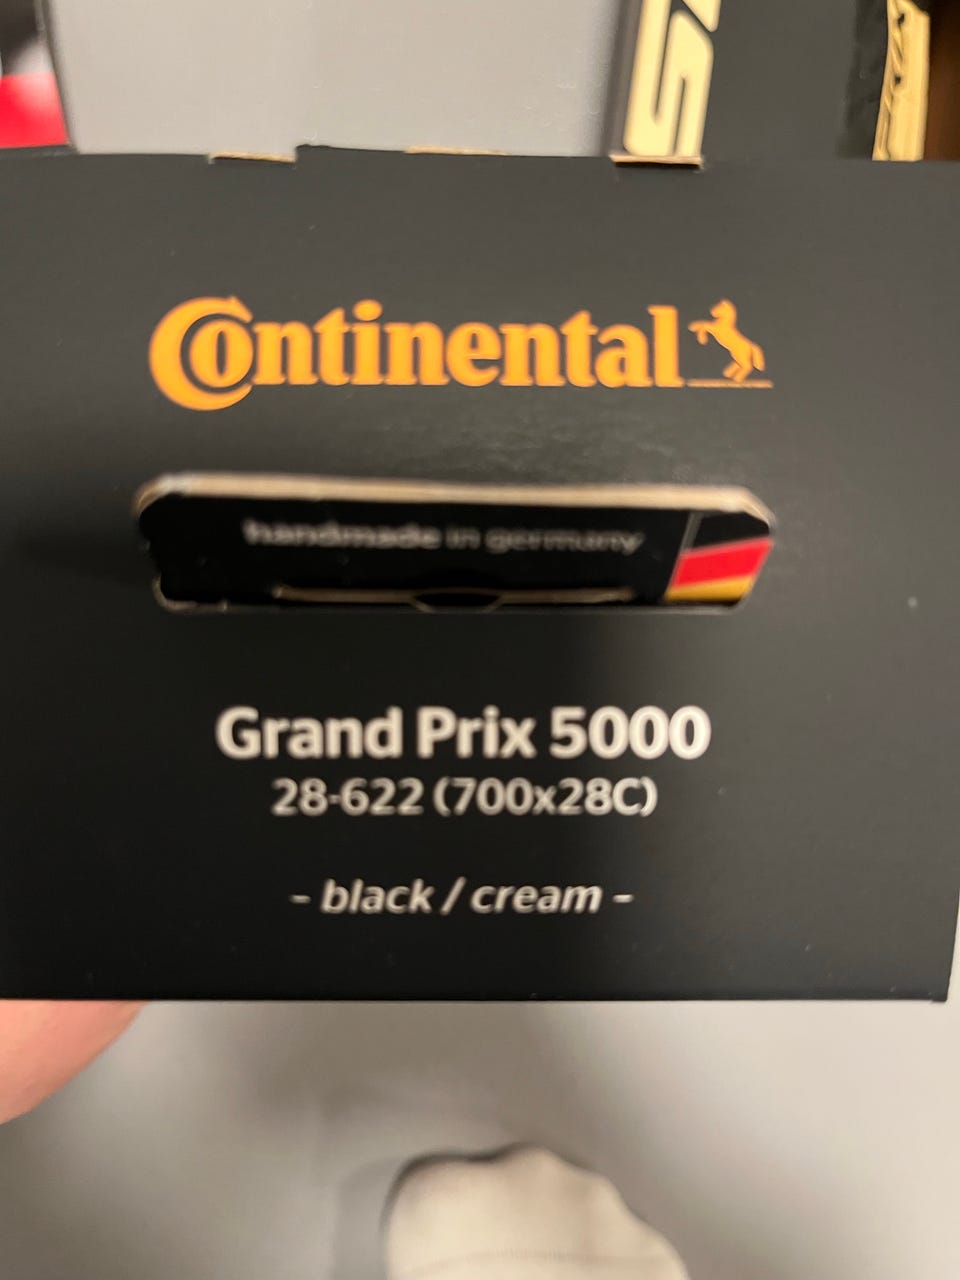 Continental
handmade in germany
Grand Prix 5000
28-622 (700x28C)
- black / cream -